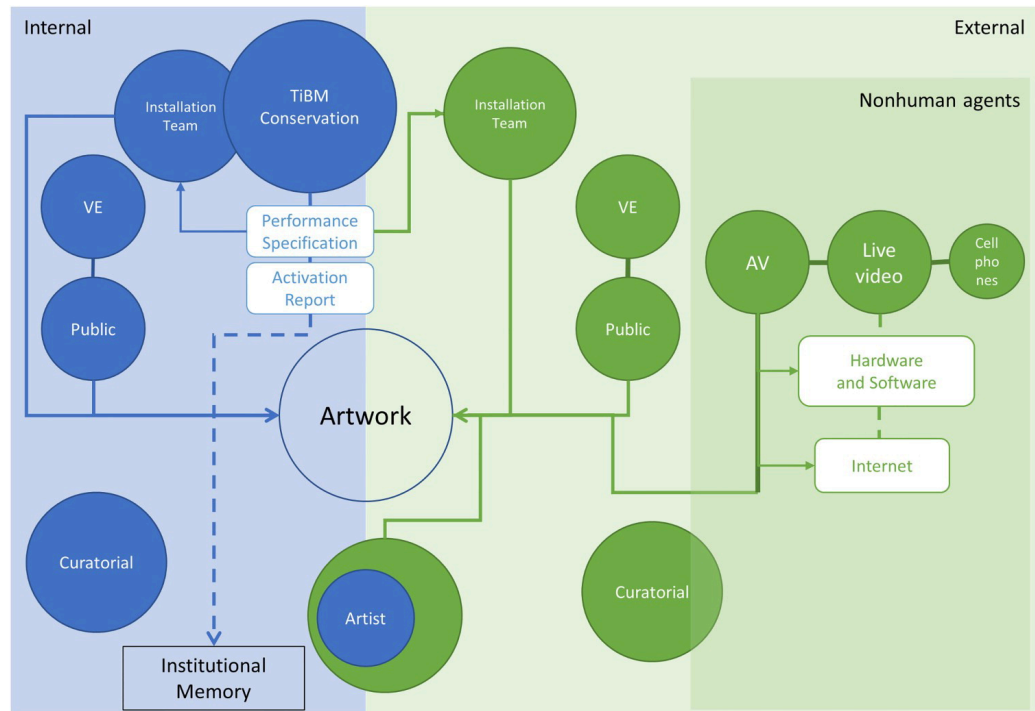 Internal
External
Nonhuman agents
Installation
Team
TiBM
Conservation
Installation
Team
VE
Performance
Specification
Activation
Report
Public
VE
Public
AV
Live
video
Cell
pho
nes
Hardware
and Software
Internet
Artwork
Curatorial
Artist
Curatorial
Institutional
Memory